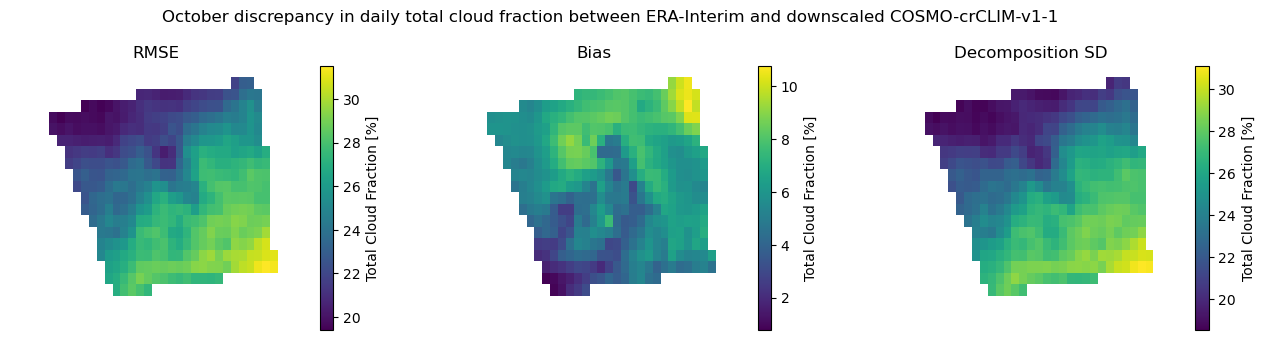 October discrepancy in daily total cloud fraction between ERA-Interim and downscaled COSMO-crCLIM-v1-1
RMSE
30
28
26
24
22
20
Total Cloud Fraction [%]
Bias
10
8
6
4
2
Total Cloud Fraction [%]
Decomposition SD
30
28
26
24
22
20
Total Cloud Fraction [%]